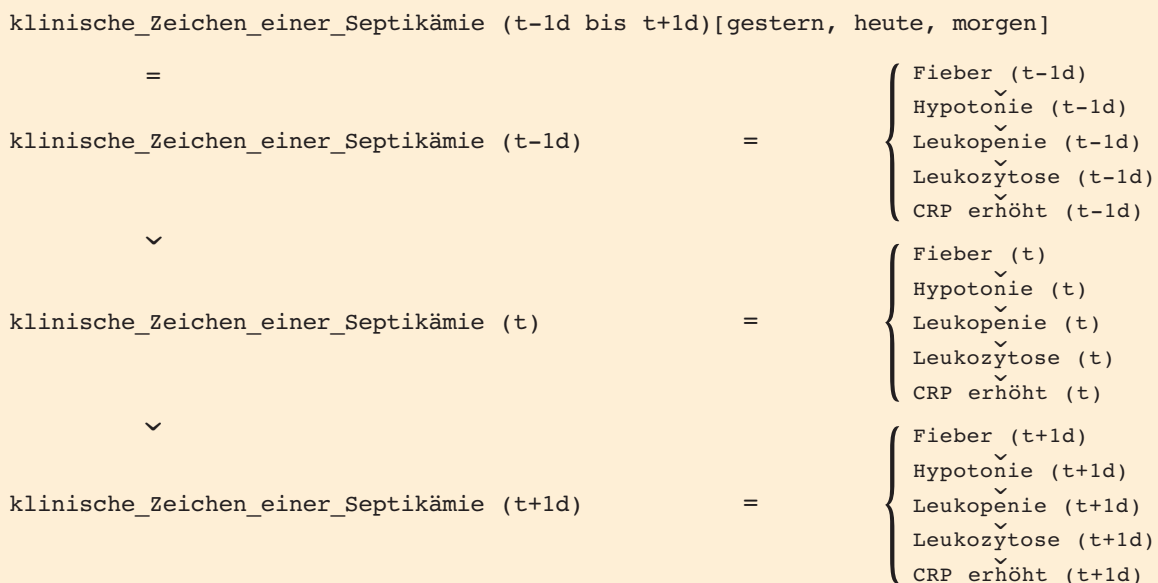 klinische_Zeichen_einer_Septikämie (t-1d bis t+1d)[gestern, heute, morgen]
=
Fieber (t-1d)
ˇ
Hypotonie (t-1d)
ˇ
klinische_Zeichen_einer_Septikämie (t-1d) = { Leukopenie (t-1d)
ˇ
Leukozytose (t-1d)
ˇ
CRP erhöht (t-1d)
ˇ
Fieber (t)
ˇ
Hypotonie (t)
ˇ
klinische_Zeichen_einer_Septikämie (t) = { Leukopenie (t)
ˇ
Leukozytose (t)
ˇ
CRP erhöht (t)
ˇ
Fieber (t+1d)
ˇ
Hypotonie (t+1d)
ˇ
klinische_Zeichen_einer_Septikämie (t+1d) = { Leukopenie (t+1d)
ˇ
Leukozytose (t+1d)
ˇ
CRP erhöht (t+1d)